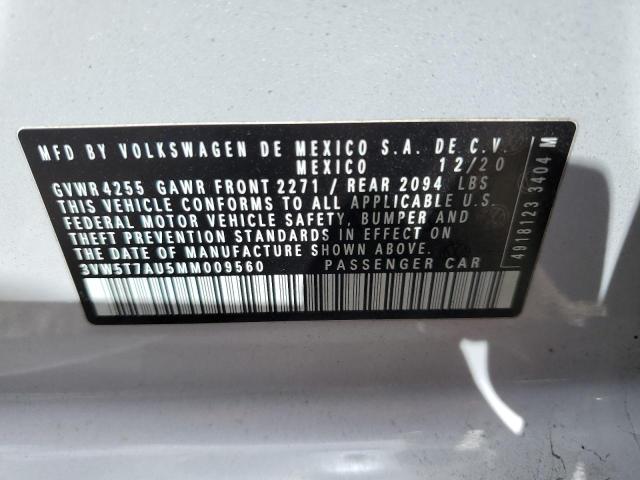 MFD BY VOLKSWAGEN DE MEXICO S.A. DE C.V.
MEXICO 12/20
GVWR4255 GAWR FRONT 2271 / REAR 2094 LBS
THIS VEHICLE CONFORMS TO ALL APPLICABLE U.S.
FEDERAL MOTOR VEHICLE SAFETY, BUMPER AND
THEFT PREVENTION STANDARDS IN EFFECT ON
THE DATE OF MANUFACTURE SHOWN ABOVE.
3VW5T7AU5MM009560 PASSENGER CAR
4918123 3404 M